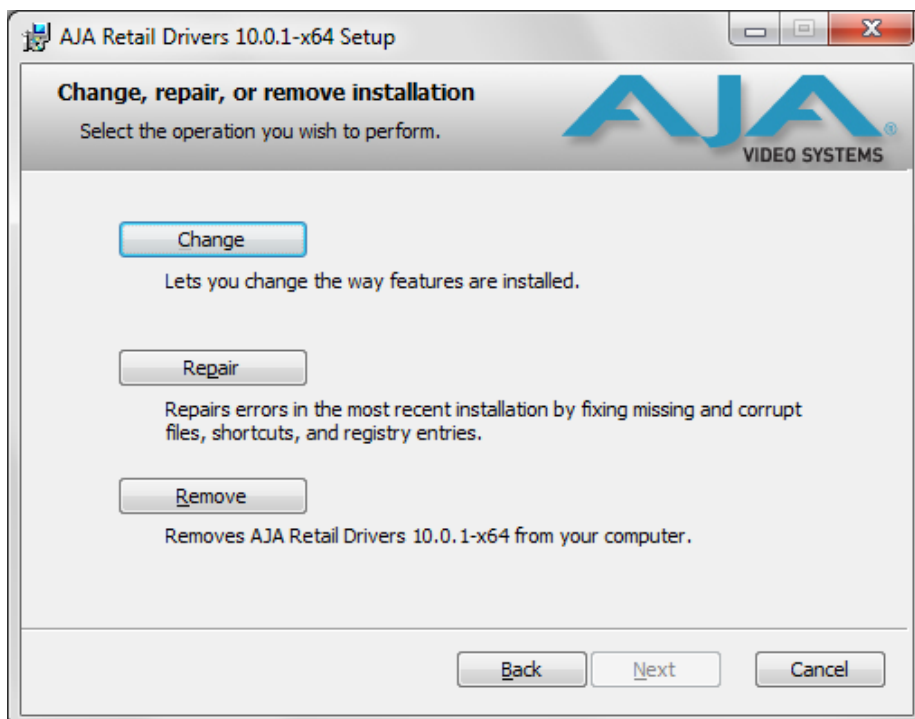 AJA Retail Drivers 10.0.1-x64 Setup
Change, repair, or remove installation
Select the operation you wish to perform.
AJA®
VIDEO SYSTEMS
Change
Lets you change the way features are installed.
Repair
Repairs errors in the most recent installation by fixing missing and corrupt
files, shortcuts, and registry entries.
Remove
Removes AJA Retail Drivers 10.0.1-x64 from your computer.
Back
Next
Cancel